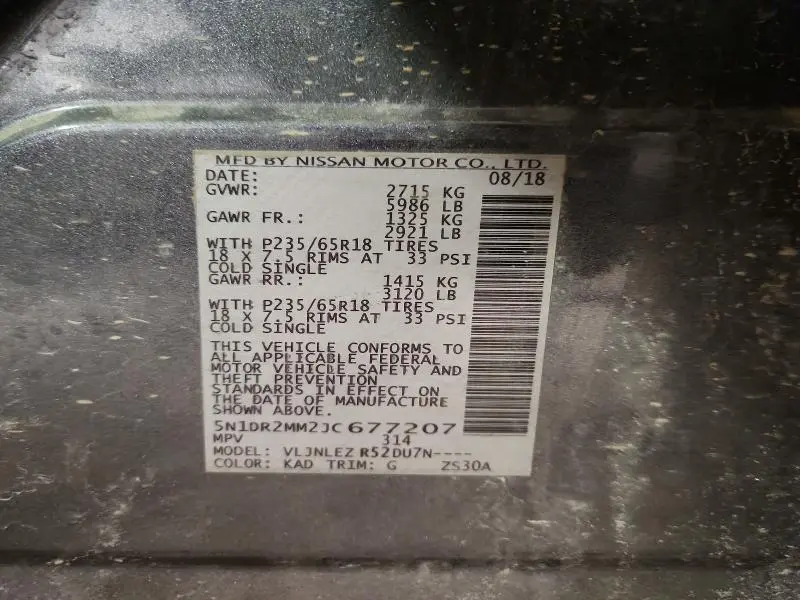 MFD BY NISSAN MOTOR CO., LTD.
DATE: 08/18
GVWR: 2715 KG
5986 LB
GAWR FR.: 1325 KG
2921 LB
WITH P235/65R18 TIRES
18 X 7.5 RIMS AT 33 PSI
COLD SINGLE
GAWR RR.: 1415 KG
3120 LB
WITH P235/65R18 TIRES
18 X 7.5 RIMS AT 33 PSI
COLD SINGLE
THIS VEHICLE CONFORMS TO
ALL APPLICABLE FEDERAL
MOTOR VEHICLE SAFETY AND
THEFT PREVENTION
STANDARDS IN EFFECT ON
THE DATE OF MANUFACTURE
SHOWN ABOVE.
5N1DR2MM2JC677207
MPV 314
MODEL: VLJNLEZ R52DU7N----
COLOR: KAD TRIM: G ZS30A